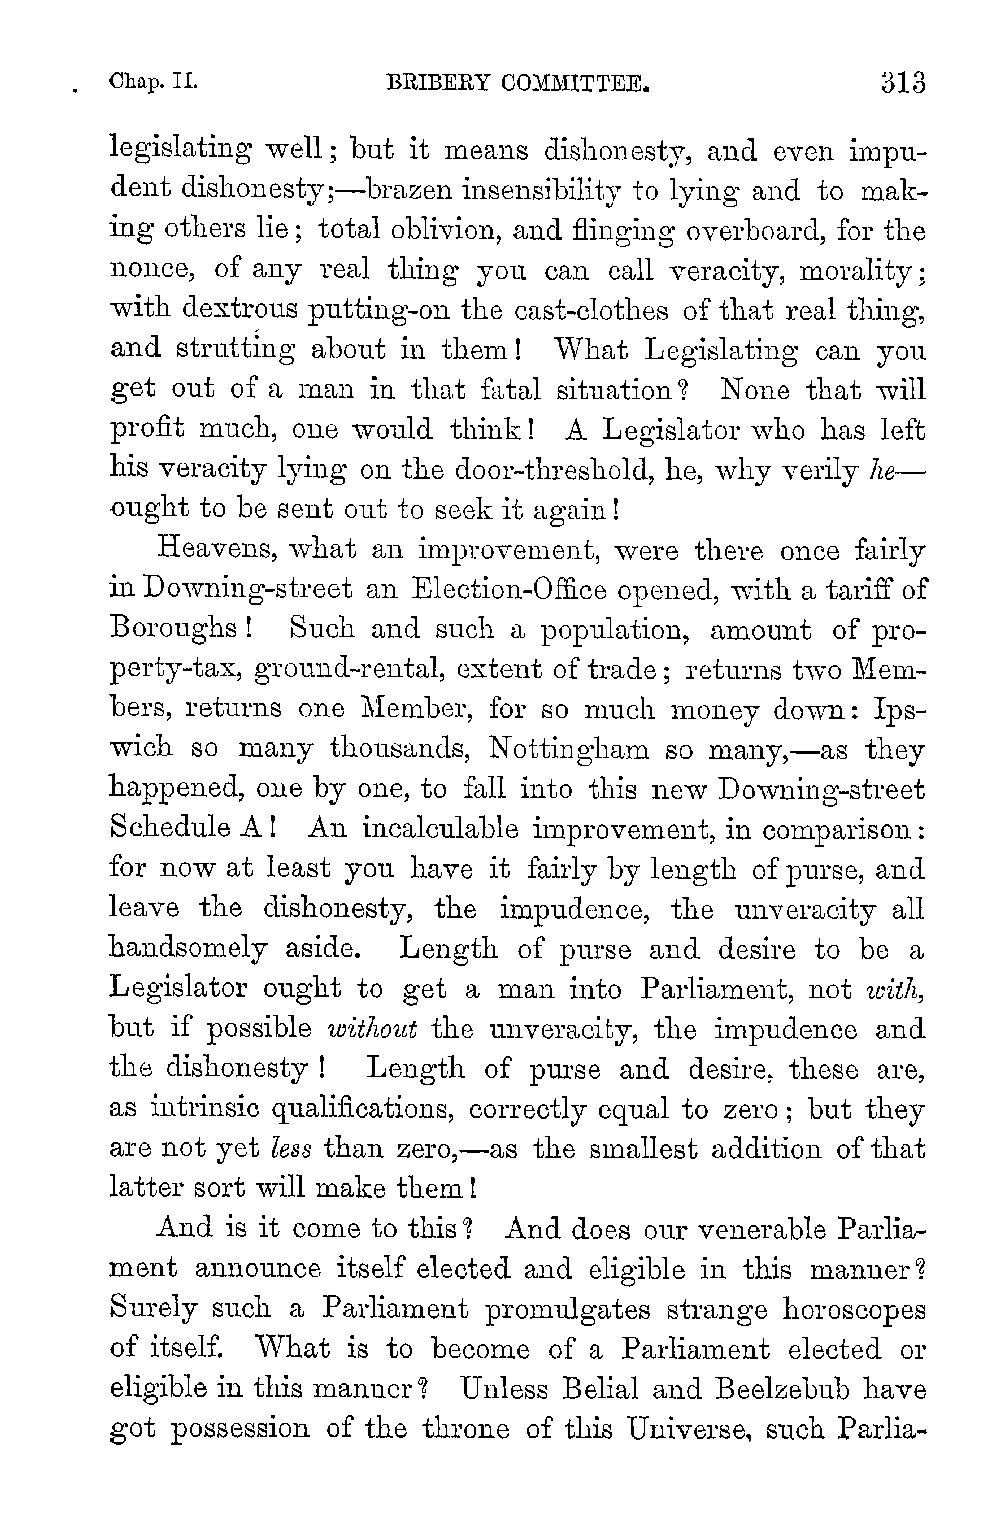 Chap. II. BRIBERY COMMITTEE. 313
legislating well; but it means dishonesty, and even impu-
dent dishonesty;—brazen insensibility to lying and to mak-
ing others lie; total oblivion, and flinging overboard, for the
nonce, of any real thing you can call veracity, morality;
with dextrous putting-on the cast-clothes of that real thing,
and strutting about in them! What Legislating can you
get out of a man in that fatal situation? None that will
profit much, one would think! A Legislator who has left
his veracity lying on the door-threshold, he, why verily he—
ought to be sent out to seek it again!
Heavens, what an improvement, were there once fairly
in Downing-street an Election-Office opened, with a tariff of
Boroughs! Such and such a population, amount of pro-
perty-tax, ground-rental, extent of trade; returns two Mem-
bers, returns one Member, for so much money down: Ips-
wich so many thousands, Nottingham so many,—as they
happened, one by one, to fall into this new Downing-street
Schedule A! An incalculable improvement, in comparison:
for now at least you have it fairly by length of purse, and
leave the dishonesty, the impudence, the unveracity all
handsomely aside. Length of purse and desire to be a
Legislator ought to get a man into Parliament, not with,
but if possible without the unveracity, the impudence and
the dishonesty! Length of purse and desire, these are,
as intrinsic qualifications, correctly equal to zero; but they
are not yet less than zero,—as the smallest addition of that
latter sort will make them!
And is it come to this? And does our venerable Parlia-
ment announce itself elected and eligible in this manner?
Surely such a Parliament promulgates strange horoscopes
of itself. What is to become of a Parliament elected or
eligible in this manner? Unless Belial and Beelzebub have
got possession of the throne of this Universe, such Parlia-